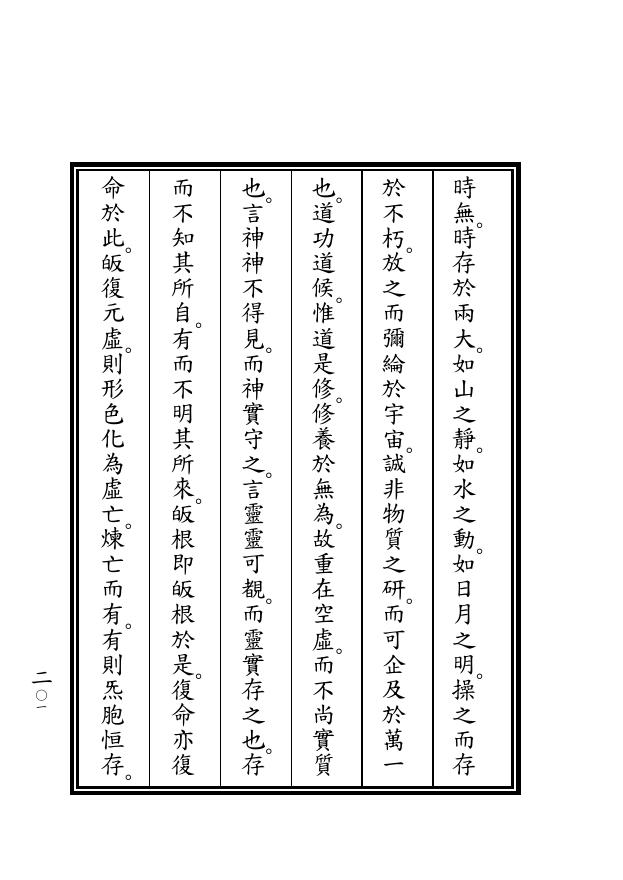 時無。時存於兩大。如山之靜。如水之動。如日月之明。操之而存
於不朽。放之而彌綸於宇宙。誠非物質之研。而可企及於萬一
也。道功道候。惟道是修。修養於無為。故重在空虛。而不尚實質
也。言神神不得見。而神實守之。言靈靈可覩。而靈實存之也。存
而不知其所自。有而不明其所來。皈根即皈根於是。復命亦復
命於此。皈復元虛。則形色化為虛亡。煉亡而有。有則炁胞恒存。
二〇一